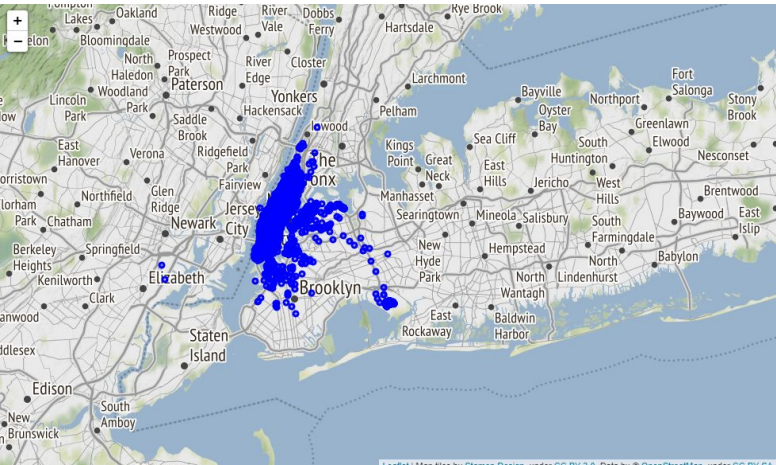 +
−
Lakes
Oakland
Bloomingdale
Ridge
Westwood
River
Vale
Dobbs
Ferry
Rye Brook
Hartsdale
North
Haledon
Prospect
Park
Paterson
River
Edge
Closter
Yonkers
Larchmont
Woodland
Park
Lincoln
Park
Hackensack
Saddle
Brook
Pelham
Bayville
Oyster
Bay
Northport
Fort
Salonga
Stony
Brook
East
Hanover
Verona
Ridgefield
Park
Fairview
Kings
Point
Great
Neck
Sea Cliff
East
Hills
South
Huntington
Greenlawn
Elwood
Nesconset
West
Hills
Jericho
Brentwood
Northfield
Glen
Ridge
Park
Chatham
Newark
Jersey
City
Manhasset
Searingtown
Mineola
Salisbury
South
Farmingdale
Baywood
East
Islip
Berkeley
Heights
Springfield
Kenilworth
Clark
Elizabeth
Brooklyn
New
Hyde
Park
Hempstead
North
Wantagh
North
Lindenhurst
Babylon
East
Rockaway
Baldwin
Harbor
Staten
Island
Edison
South
Amboy
New
Brunswick